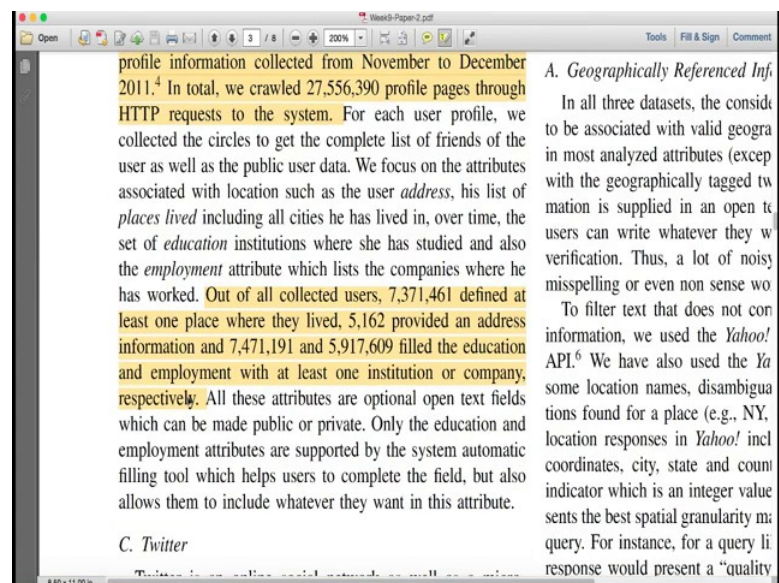 Week9-Paper-2.pdf
Open
3 / 8
200%
Tools Fill & Sign Comment
profile information collected from November to December
2011.4 In total, we crawled 27,556,390 profile pages through
HTTP requests to the system. For each user profile, we
collected the circles to get the complete list of friends of the
user as well as the public user data. We focus on the attributes
associated with location such as the user address, his list of
places lived including all cities he has lived in, over time, the
set of education institutions where she has studied and also
the employment attribute which lists the companies where he
has worked. Out of all collected users, 7,371,461 defined at
least one place where they lived, 5,162 provided an address
information and 7,471,191 and 5,917,609 filled the education
and employment with at least one institution or company,
respectively. All these attributes are optional open text fields
which can be made public or private. Only the education and
employment attributes are supported by the system automatic
filling tool which helps users to complete the field, but also
allows them to include whatever they want in this attribute.
C. Twitter
A. Geographically Referenced Inf
In all three datasets, the conside
to be associated with valid geogra
in most analyzed attributes (excep
with the geographically tagged tw
mation is supplied in an open te
users can write whatever they w
verification. Thus, a lot of noisy
misspelling or even non sense wo
To filter text that does not con
information, we used the Yahoo!
API.6 We have also used the Ya
some location names, disambigua
tions found for a place (e.g., NY,
location responses in Yahoo! incl
coordinates, city, state and count
indicator which is an integer value
sents the best spatial granularity ma
query. For instance, for a query li
response would present a “quality